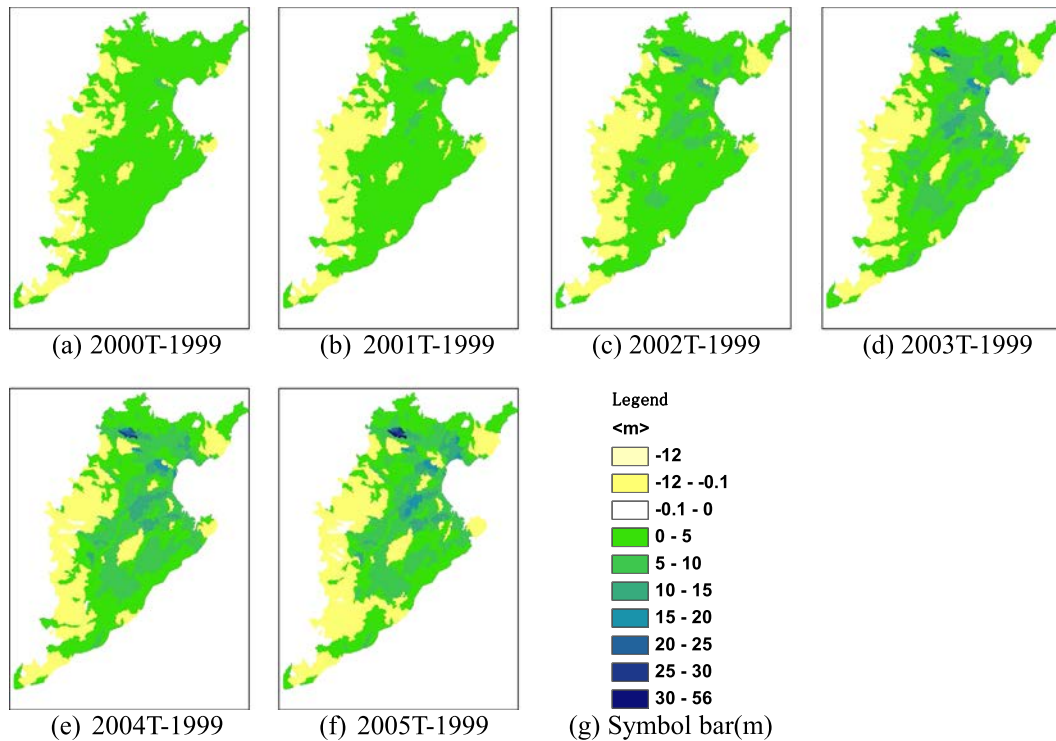 (a) 2000T-1999
(b) 2001T-1999
(c) 2002T-1999
(d) 2003T-1999
Legend
<m>
-12
-12 - -0.1
-0.1 - 0
0 - 5
5 - 10
10 - 15
15 - 20
20 - 25
25 - 30
30 - 56
(e) 2004T-1999
(f) 2005T-1999
(g) Symbol bar(m)